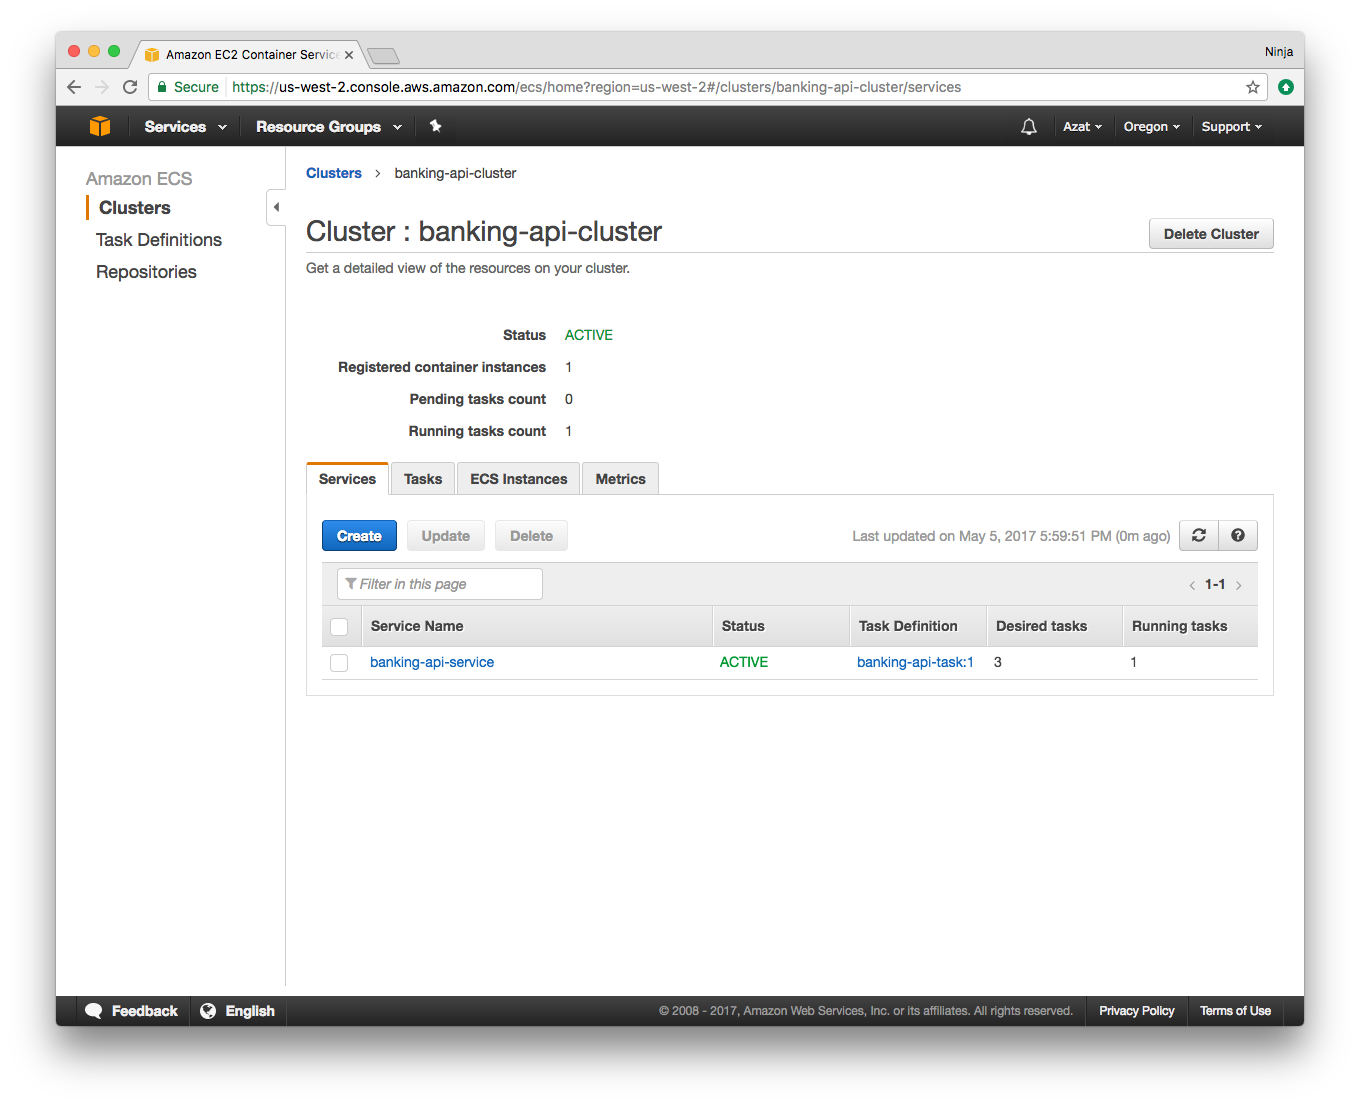 Amazon EC2 Container Service
Ninja
Secure
https://us-west-2.console.aws.amazon.com/ecs/home?region=us-west-2#/clusters/banking-api-cluster/services
Services
Resource Groups
Azat
Oregon
Support
Amazon ECS
Clusters
Task Definitions
Repositories
Clusters > banking-api-cluster
Cluster : banking-api-cluster
Delete Cluster
Get a detailed view of the resources on your cluster.
Status ACTIVE
Registered container instances 1
Pending tasks count 0
Running tasks count 1
Services Tasks ECS Instances Metrics
Create Update Delete Last updated on May 5, 2017 5:59:51 PM (0m ago)
Filter in this page < 1-1 >
Service Name Status Task Definition Desired tasks Running tasks
banking-api-service ACTIVE banking-api-task:1 3 1
Feedback English © 2008 - 2017, Amazon Web Services, Inc. or its affiliates. All rights reserved. Privacy Policy Terms of Use